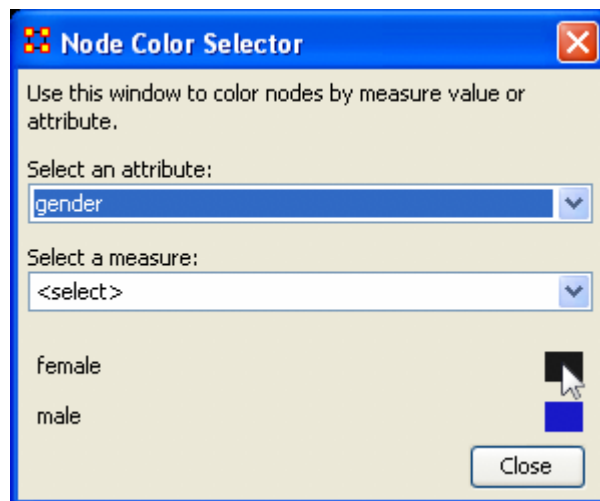 Node Color Selector
Use this window to color nodes by measure value or
attribute.
Select an attribute:
gender
Select a measure:
<select>
female
male
Close